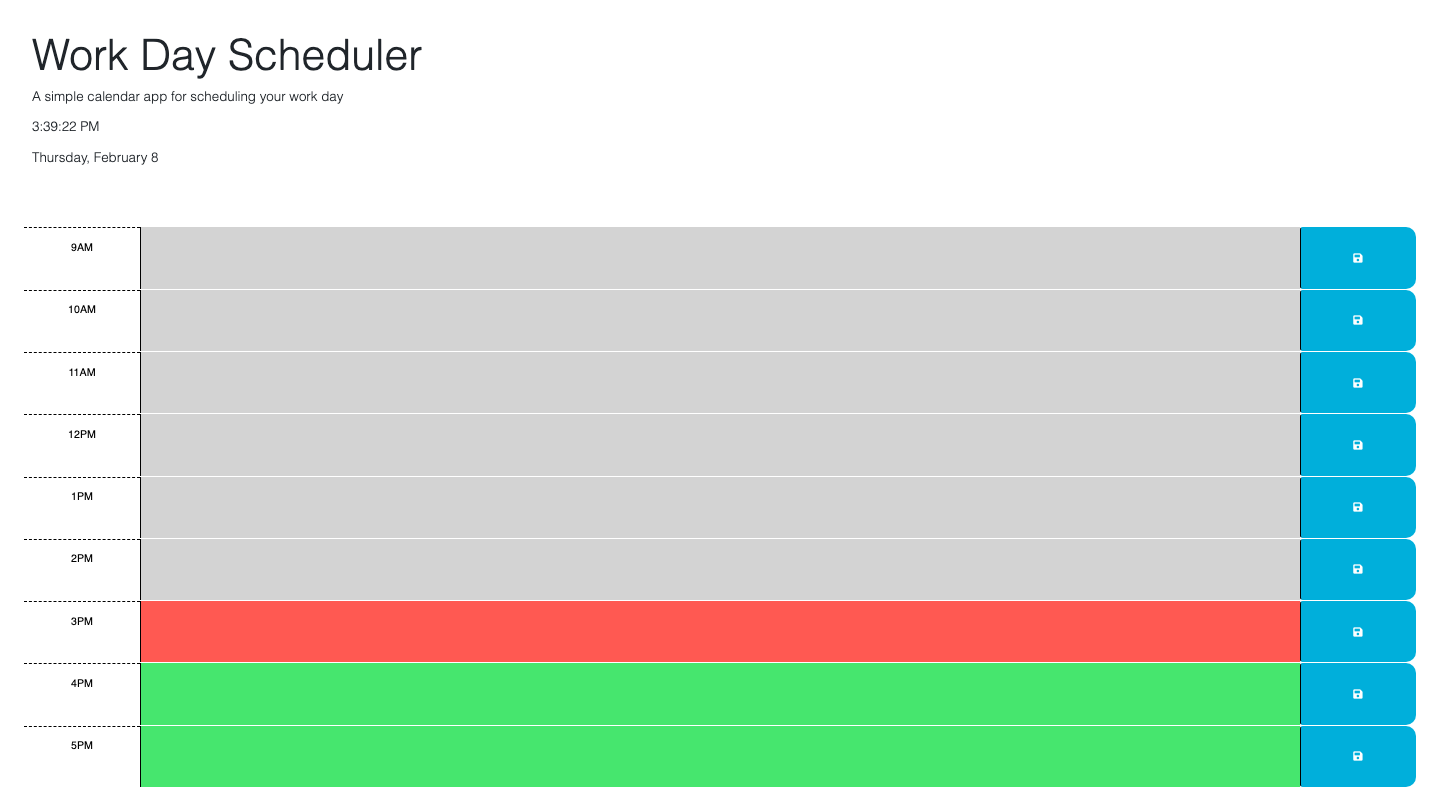 Work Day Scheduler
A simple calendar app for scheduling your work day
3:39:22 PM
Thursday, February 8
9AM
10AM
11AM
12PM
1PM
2PM
3PM
4PM
5PM